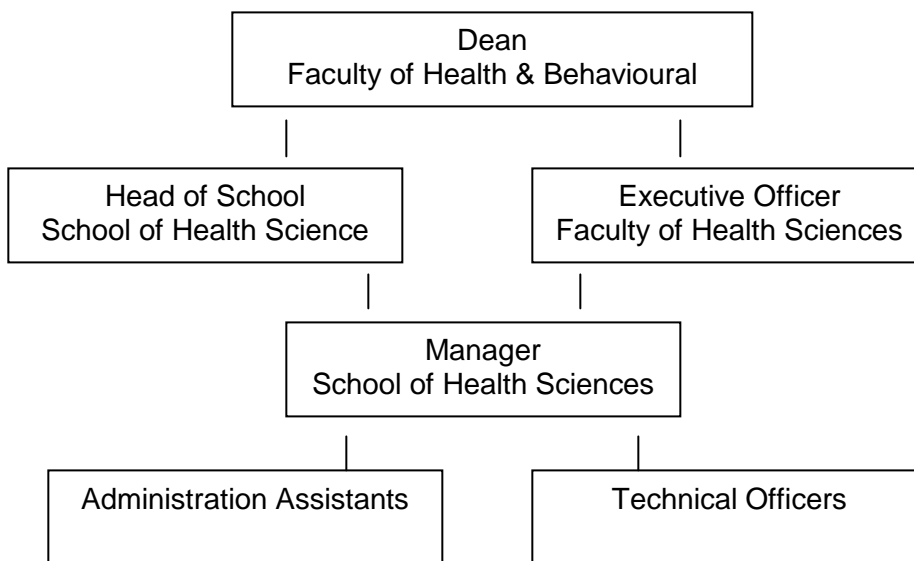 Dean
Faculty of Health & Behavioural
Head of School
School of Health Science
Executive Officer
Faculty of Health Sciences
Manager
School of Health Sciences
Administration Assistants
Technical Officers